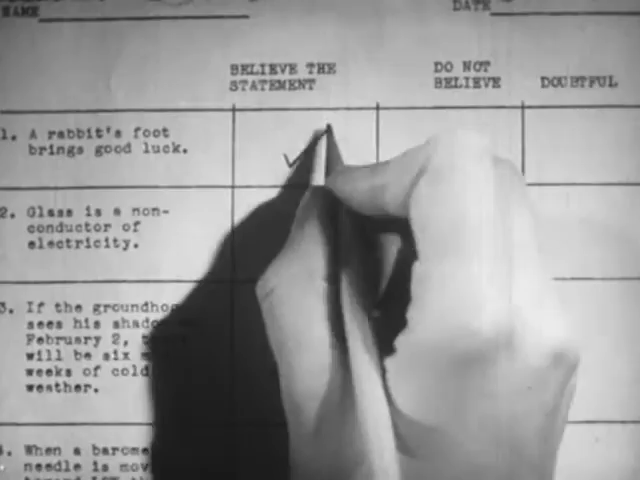 NAME
DATE
BELIEVE THE
STATEMENT
DO NOT
BELIEVE
DOUBTFUL
1. A rabbit's foot
brings good luck.
2. Glass is a non-
conductor of
electricity.
3. If the groundhog
sees his shado
February 2,
will be six
weeks of cold
weather.
4. When a barome
needle is mov